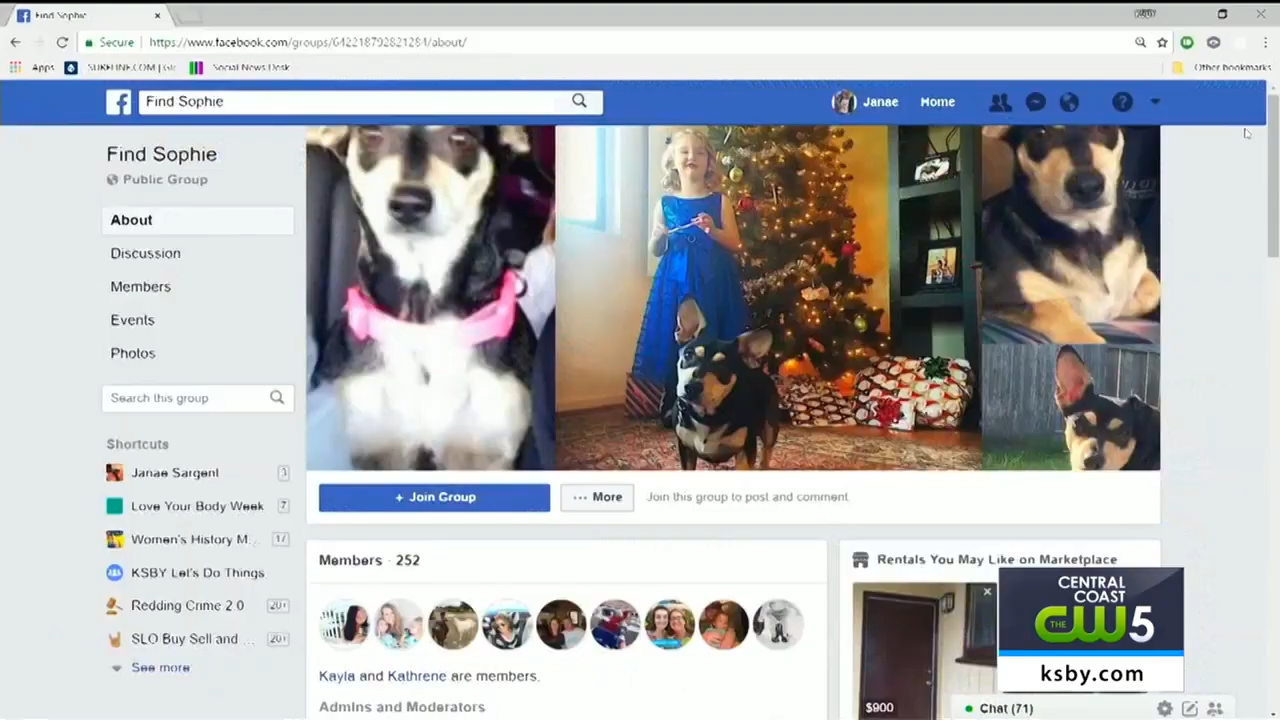 Find Sophie
Secure https://www.facebook.com/groups/642218792821284/about/
Apps
Social News Desk
Other bookmarks
Find Sophie
Janae
Home
Find Sophie
Public Group
About
Discussion
Members
Events
Photos
Search this group
Shortcuts
Janae Sargent 3
Love Your Body Week 7
Women's History M... 17
KSBY Let's Do Things
Redding Crime 2.0 20+
SLO Buy Sell and ... 20+
See more
+ Join Group
··· More
Join this group to post and comment.
Members · 252
Kayla and Kathrene are members.
Admins and Moderators
Rentals You May Like on Marketplace
$900
CENTRAL
COAST
THE CW5
ksby.com
Chat (71)